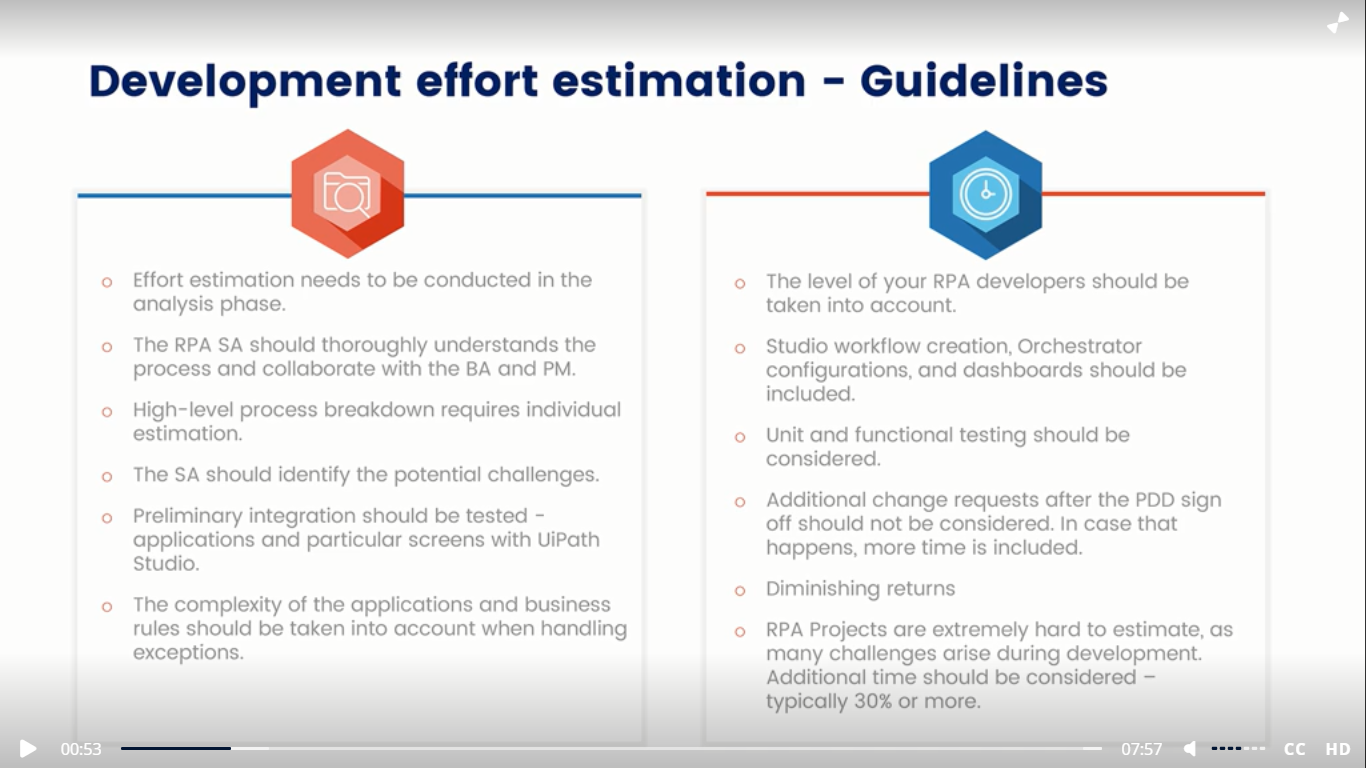 Development effort estimation - Guidelines
Effort estimation needs to be conducted in the
analysis phase.
The RPA SA should thoroughly understands the
process and collaborate with the BA and PM.
High-level process breakdown requires individual
estimation.
The SA should identify the potential challenges.
Preliminary integration should be tested -
applications and particular screens with UiPath
Studio.
The complexity of the applications and business
rules should be taken into account when handling
exceptions.
The level of your RPA developers should be
taken into account.
Studio workflow creation, Orchestrator
configurations, and dashboards should be
included.
Unit and functional testing should be
considered.
Additional change requests after the PDD sign
off should not be considered. In case that
happens, more time is included.
Diminishing returns
RPA Projects are extremely hard to estimate, as
many challenges arise during development.
Additional time should be considered –
typically 30% or more.
00:53 07:57 CC HD